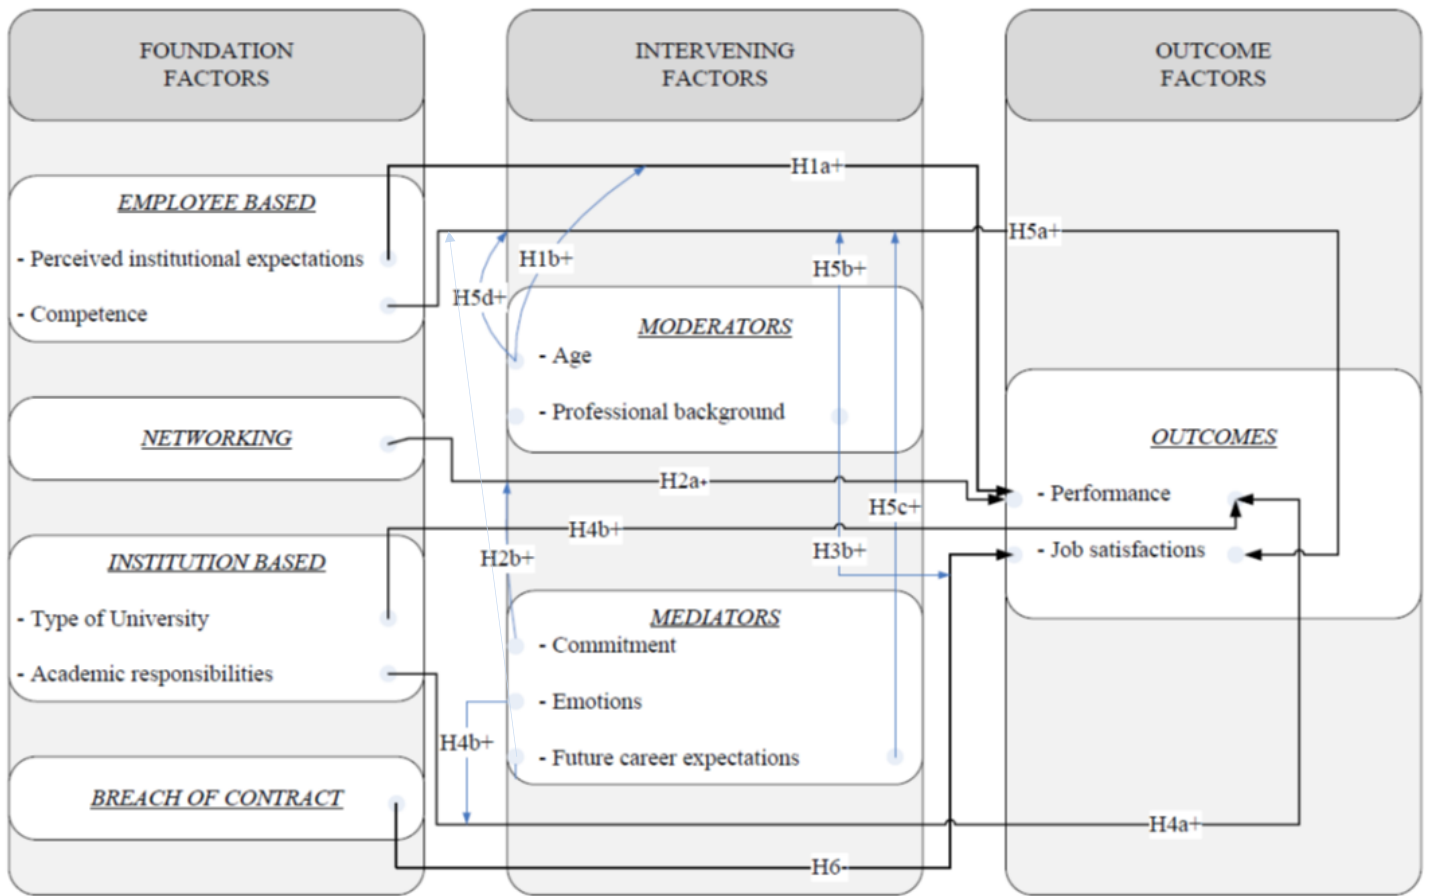 FOUNDATION
FACTORS
INTERVENING
FACTORS
OUTCOME
FACTORS
H1a+
EMPLOYEE BASED
- Perceived institutional expectations
- Competence
H5a+
H1b+
H5b+
H5d+
MODERATORS
- Age
- Professional background
NETWORKING
OUTCOMES
- Performance
- Job satisfactions
H2a+
H5c+
H4b+
H3b+
H2b+
INSTITUTION BASED
- Type of University
- Academic responsibilities
MEDIATORS
- Commitment
- Emotions
- Future career expectations
H4b+
BREACH OF CONTRACT
H4a+
H6-